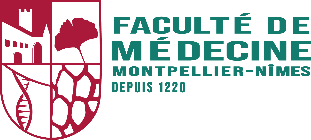 FACULTÉ DE
MÉDECINE
MONTPELLIER-NÎMES
DEPUIS 1220